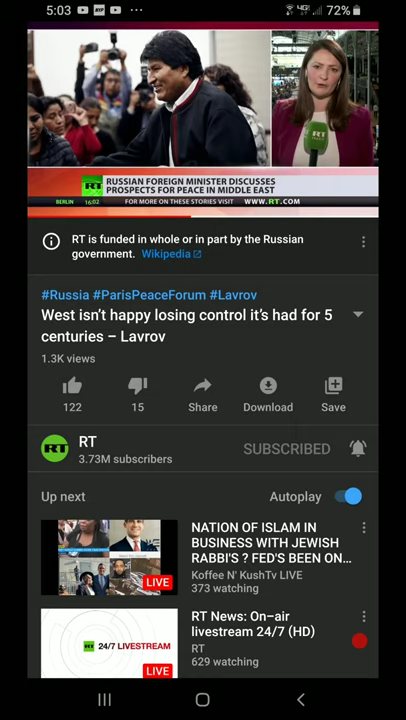 5:03 72%
RT
RT RUSSIAN FOREIGN MINISTER DISCUSSES
PROSPECTS FOR PEACE IN MIDDLE EAST
BERLIN 16:02 FOR MORE ON THESE STORIES VISIT WWW.RT.COM
RT is funded in whole or in part by the Russian
government. Wikipedia
#Russia #ParisPeaceForum #Lavrov
West isn't happy losing control it's had for 5
centuries – Lavrov
1.3K views
122 15 Share Download Save
RT RT SUBSCRIBED
3.73M subscribers
Up next Autoplay
NATION OF ISLAM IN
BUSINESS WITH JEWISH
RABBI'S ? FED'S BEEN ON...
Koffee N' KushTv LIVE
373 watching
LIVE
RT News: On–air
livestream 24/7 (HD)
RT
629 watching
RT 24/7 LIVESTREAM
LIVE